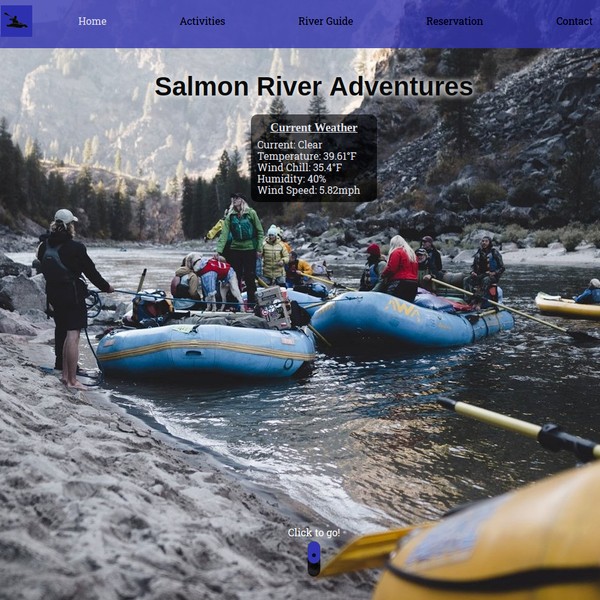 Home
Activities
River Guide
Reservation
Contact
Salmon River Adventures
Current Weather
Current: Clear
Temperature: 39.61°F
Wind Chill: 35.4°F
Humidity: 40%
Wind Speed: 5.82mph
AWA
Click to go!